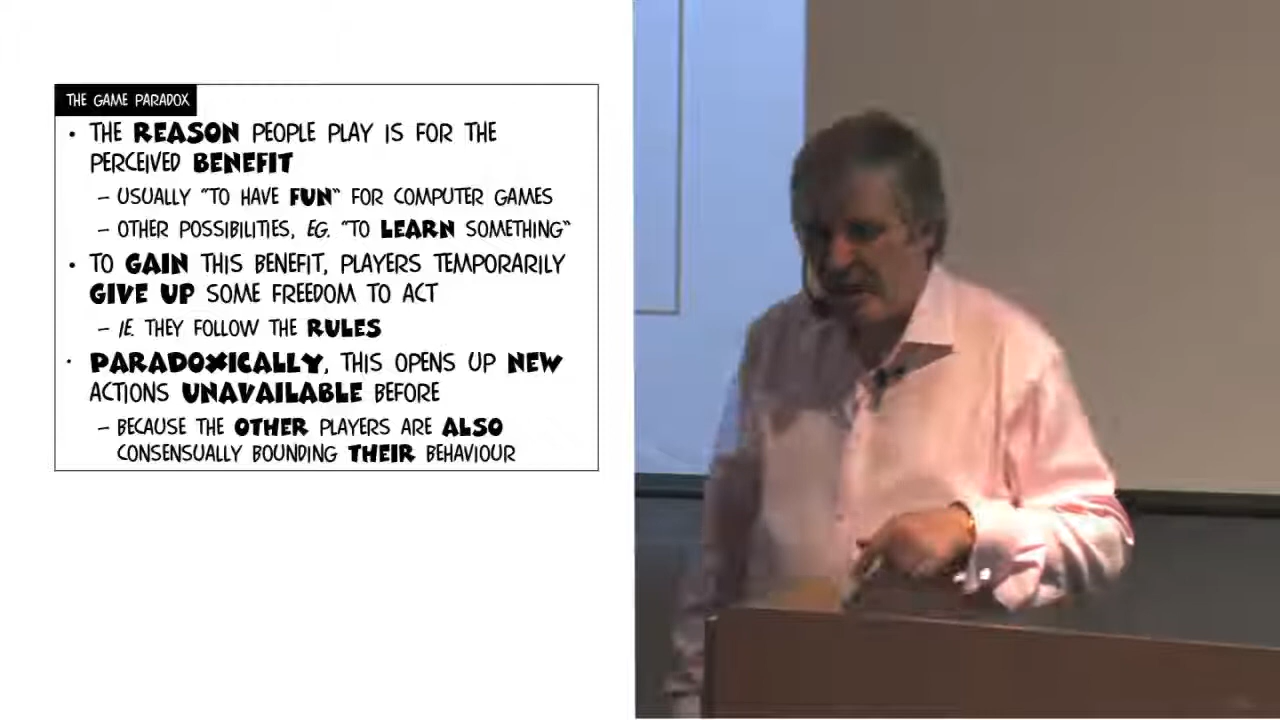 THE GAME PARADOX
• THE REASON PEOPLE PLAY IS FOR THE
PERCEIVED BENEFIT
– USUALLY "TO HAVE FUN" FOR COMPUTER GAMES
– OTHER POSSIBILITIES, EG. "TO LEARN SOMETHING"
• TO GAIN THIS BENEFIT, PLAYERS TEMPORARILY
GIVE UP SOME FREEDOM TO ACT
– IE. THEY FOLLOW THE RULES
• PARADOXICALLY, THIS OPENS UP NEW
ACTIONS UNAVAILABLE BEFORE
– BECAUSE THE OTHER PLAYERS ARE ALSO
CONSENSUALLY BOUNDING THEIR BEHAVIOUR